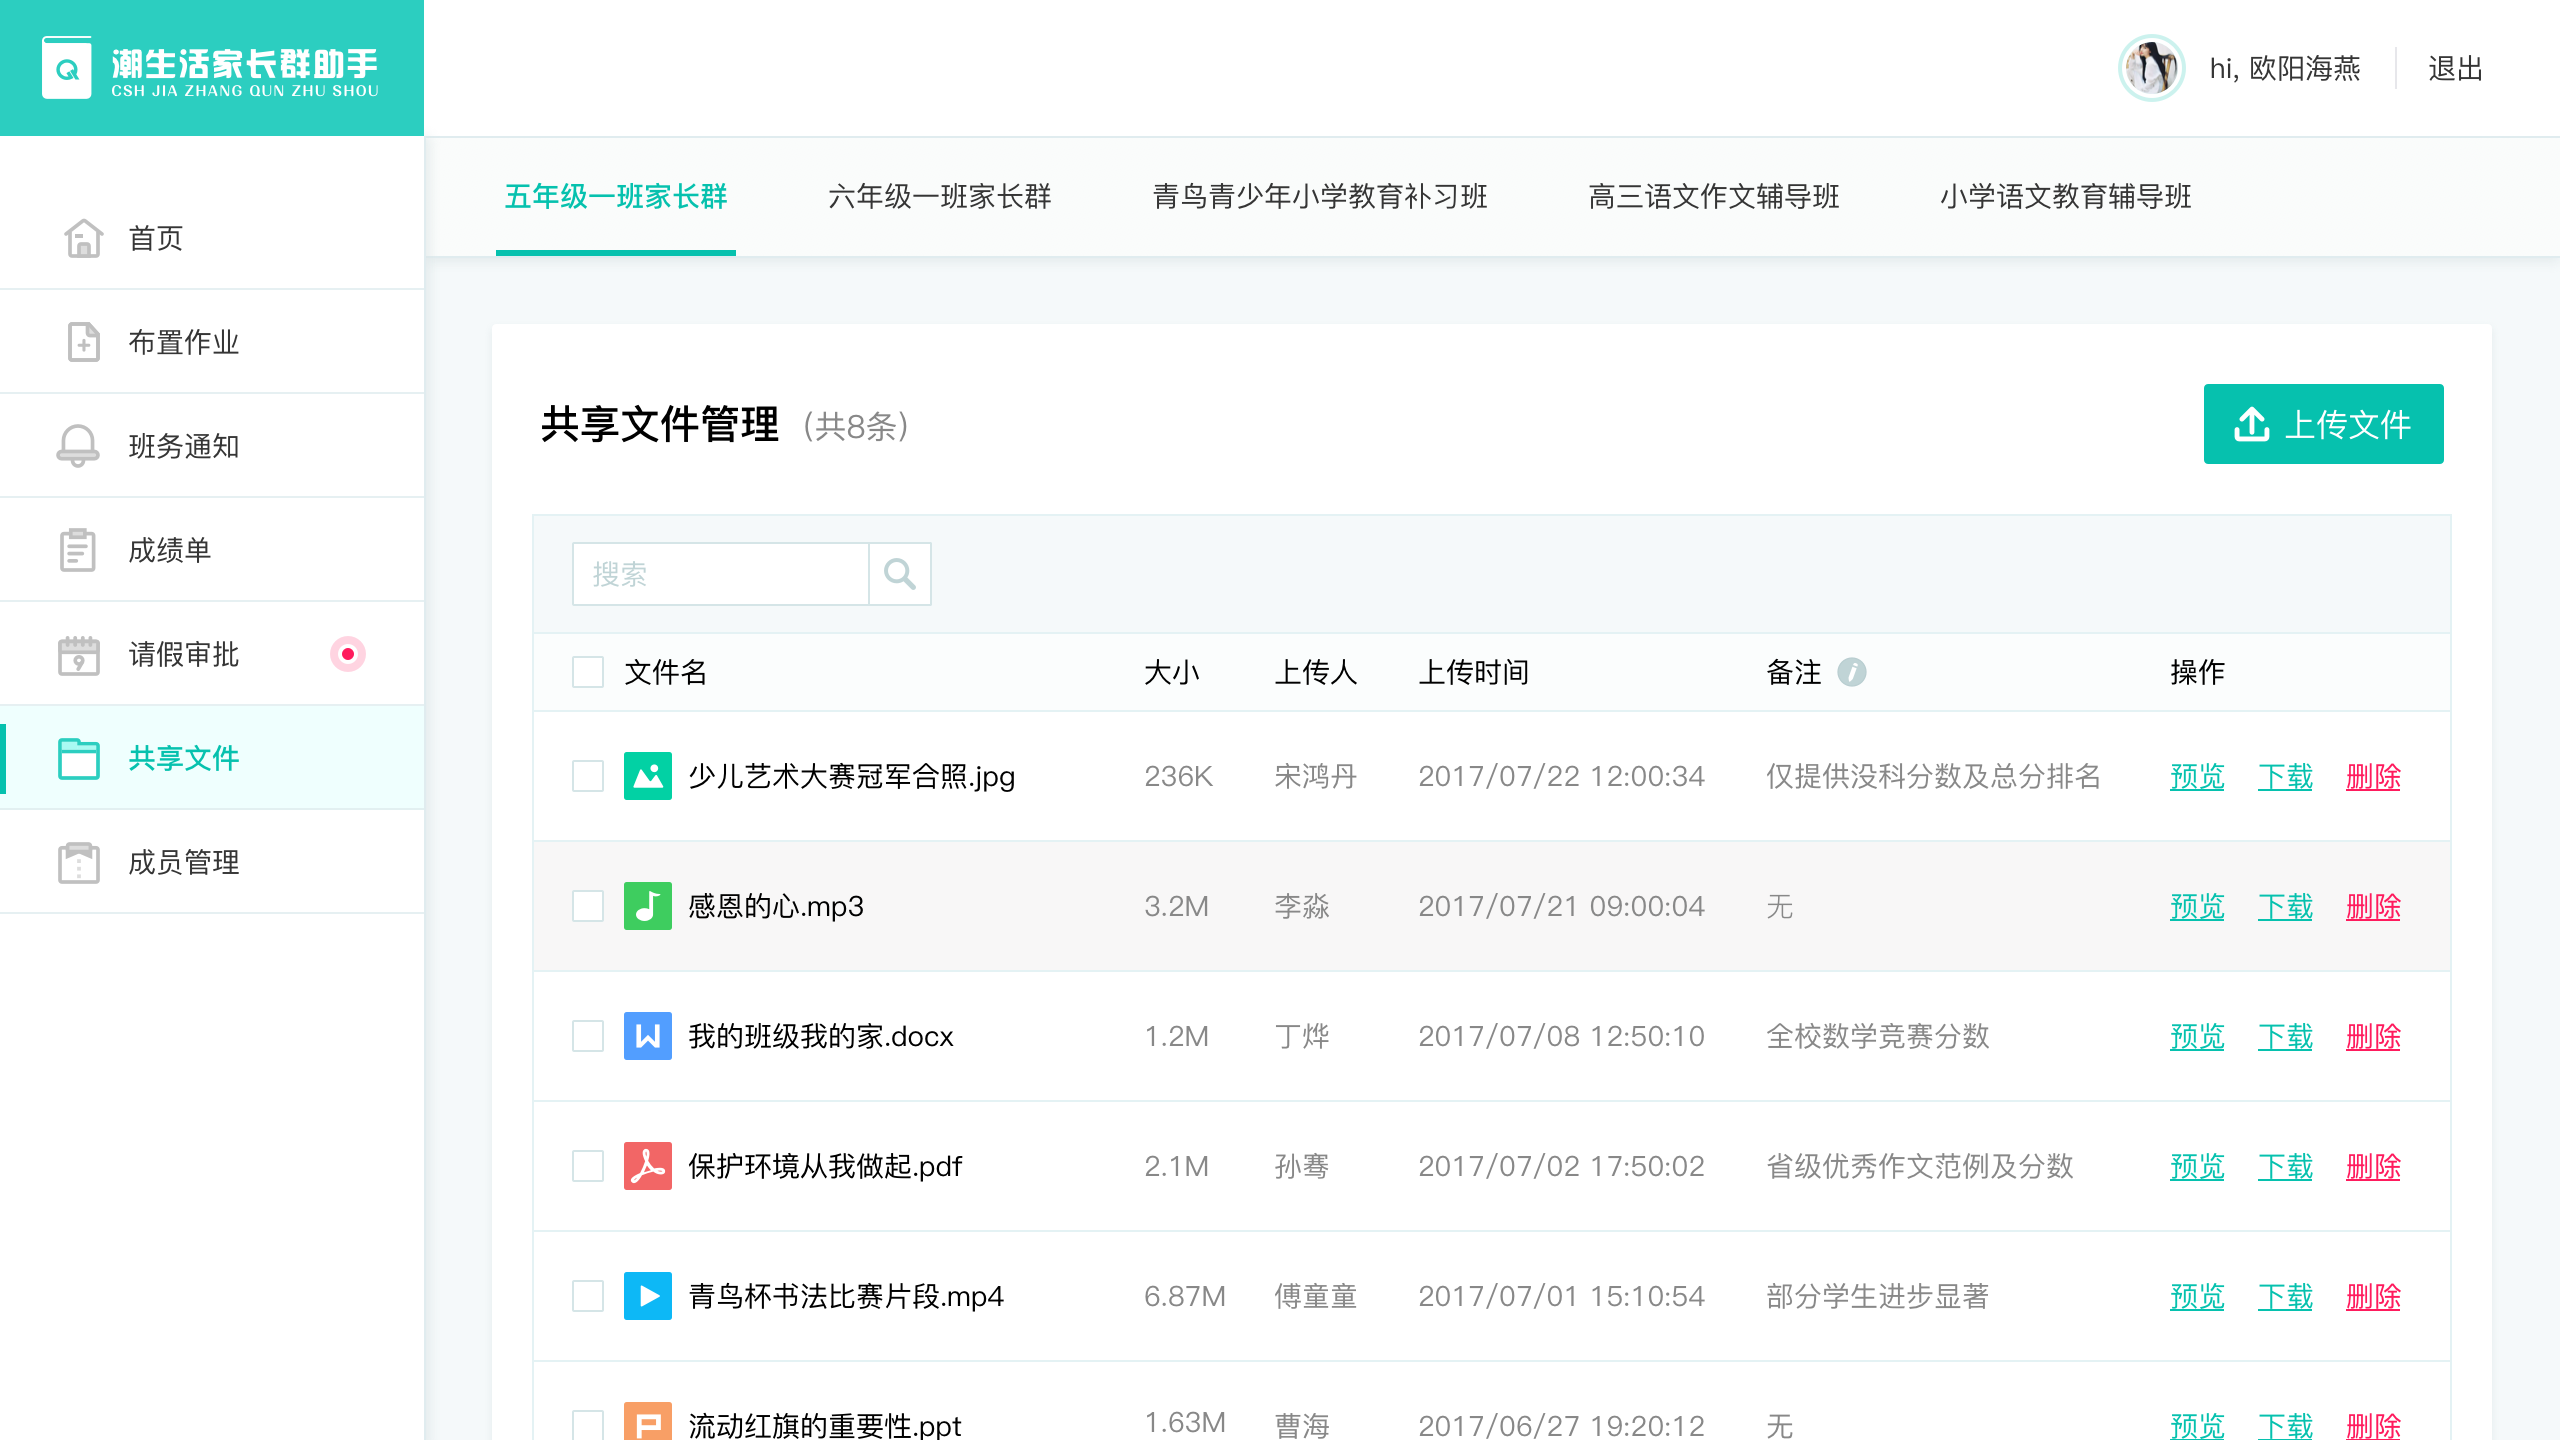 潮生活家长群助手
CSH JIA ZHANG QUN ZHU SHOU
hi, 欧阳海燕 退出
首页
布置作业
班务通知
成绩单
请假审批
共享文件
成员管理
五年级一班家长群 六年级一班家长群 青鸟青少年小学教育补习班 高三语文作文辅导班 小学语文教育辅导班
共享文件管理 (共8条) 上传文件
搜索
文件名 大小 上传人 上传时间 备注 操作
少儿艺术大赛冠军合照.jpg 236K 宋鸿丹 2017/07/22 12:00:34 仅提供没科分数及总分排名 预览 下载 删除
感恩的心.mp3 3.2M 李淼 2017/07/21 09:00:04 无 预览 下载 删除
我的班级我的家.docx 1.2M 丁烨 2017/07/08 12:50:10 全校数学竞赛分数 预览 下载 删除
保护环境从我做起.pdf 2.1M 孙骞 2017/07/02 17:50:02 省级优秀作文范例及分数 预览 下载 删除
青鸟杯书法比赛片段.mp4 6.87M 傅童童 2017/07/01 15:10:54 部分学生进步显著 预览 下载 删除
流动红旗的重要性.ppt 1.63M 曹海 2017/06/27 19:20:12 无 预览 下载 删除